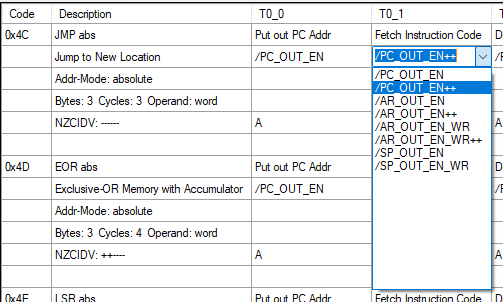 Code Description T0_0 T0_1
0x4C JMP abs Put out PC Addr Fetch Instruction Code
Jump to New Location /PC_OUT_EN /PC_OUT_EN++
Addr-Mode: absolute /PC_OUT_EN
/PC_OUT_EN++
Bytes: 3 Cycles: 3 Operand: word /AR_OUT_EN
/AR_OUT_EN++
NZCIDV: ------ A /AR_OUT_EN_WR
/AR_OUT_EN_WR++
/SP_OUT_EN
0x4D EOR abs Put out PC Addr /SP_OUT_EN_WR
Exclusive-OR Memory with Accumulator /PC_OUT_EN
Addr-Mode: absolute
Bytes: 3 Cycles: 4 Operand: word
NZCIDV: ++---- A
0x4E LSR abs Put out PC Addr Fetch Instruction Code